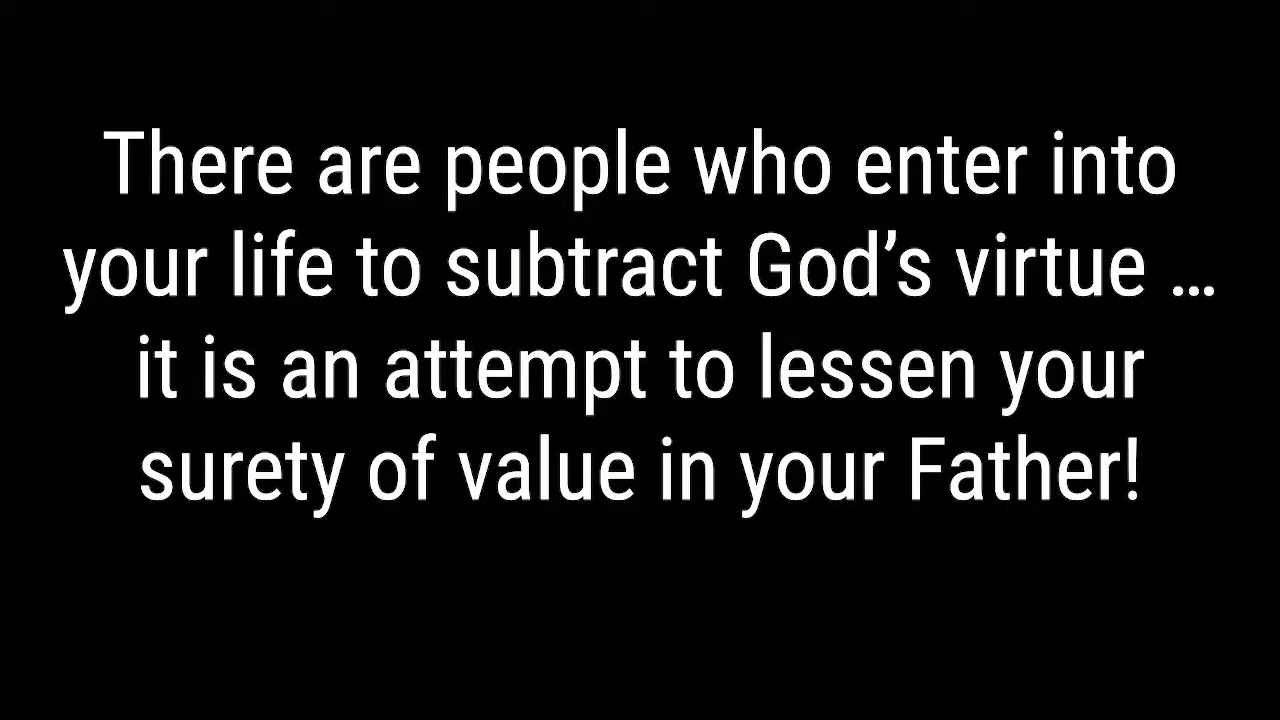 There are people who enter into
your life to subtract God’s virtue …
it is an attempt to lessen your
surety of value in your Father!